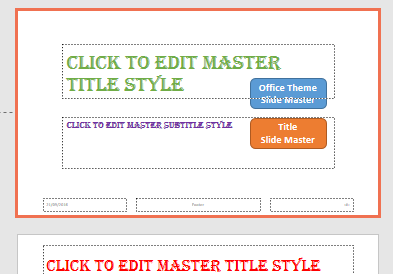 CLICK TO EDIT MASTER
TITLE STYLE
Office Theme
Slide Master
CLICK TO EDIT MASTER SUBTITLE STYLE
Title
Slide Master
Footer
CLICK TO EDIT MASTER TITLE STYLE